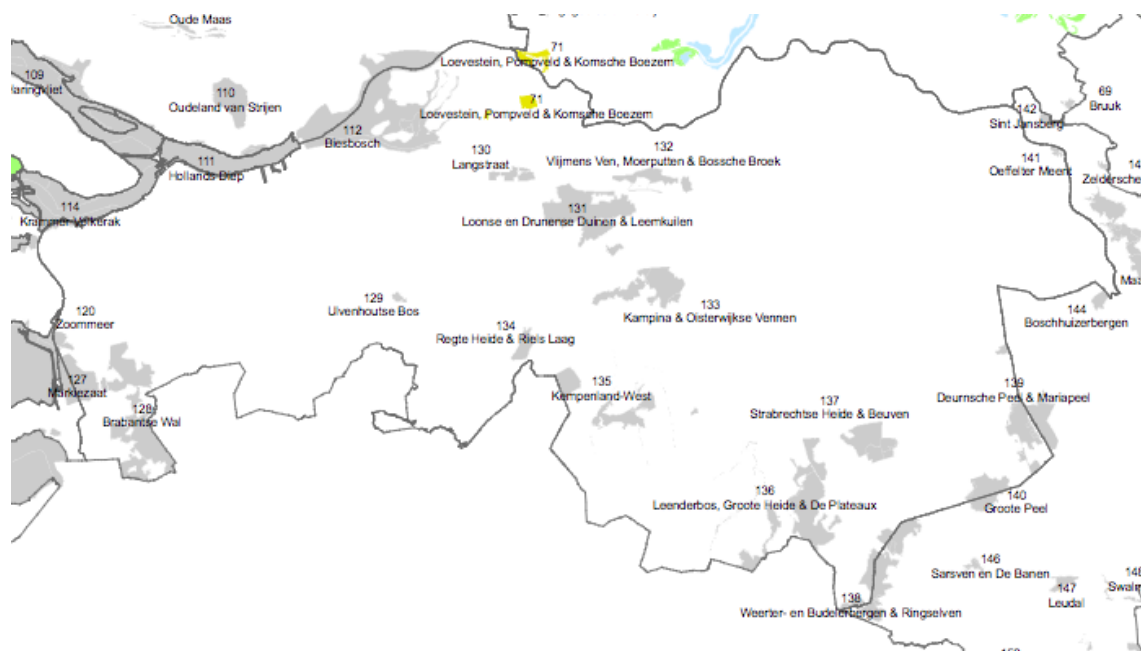 Oude Maas
71
Loevestein, Pompveld & Kornsche Boezem
109
Haringvliet
110
Oudeland van Strijen
71
Loevestein, Pompveld & Kornsche Boezem
69
Bruuk
142
Sint Jansberg
112
Biesbosch
130
Langstraat
132
Vlijmens Ven, Moerputten & Bossche Broek
141
Oeffelter Meent
111
Hollands Diep
114
Krammer-Volkerak
131
Loonse en Drunense Duinen & Leemkuilen
129
Ulvenhoutse Bos
133
Kampina & Oisterwijkse Vennen
144
Boschhuizerbergen
120
Zoommeer
134
Regte Heide & Riels Laag
127
Markiezaat
135
Kempenland-West
139
Deurnsche Peel & Mariapeel
137
Strabrechtse Heide & Beuven
128
Brabantse Wal
136
Leenderbos, Groote Heide & De Plateaux
140
Groote Peel
146
Sarsven en De Banen
147
Leudal
148
138
Weerter- en Budelerbergen & Ringselven